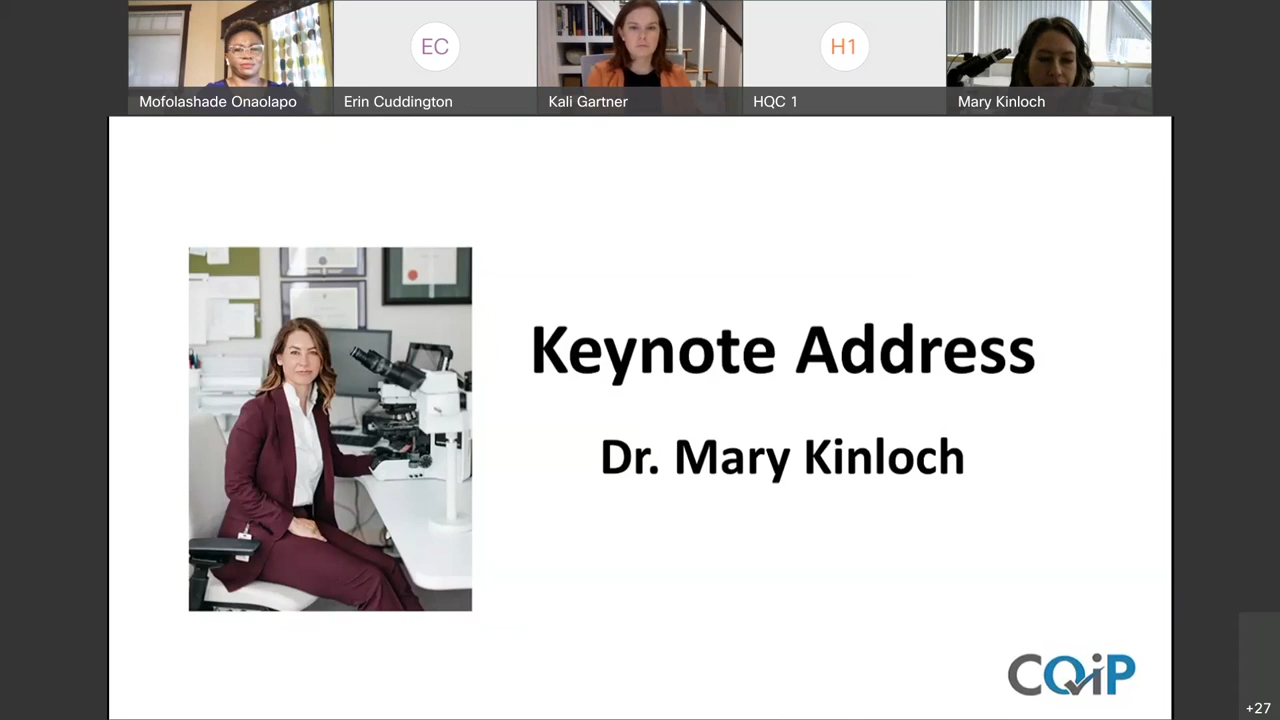 EC
H1
Mofolashade Onaolapo
Erin Cuddington
Kali Gartner
HQC 1
Mary Kinloch
Keynote Address
Dr. Mary Kinloch
CQiP
+27